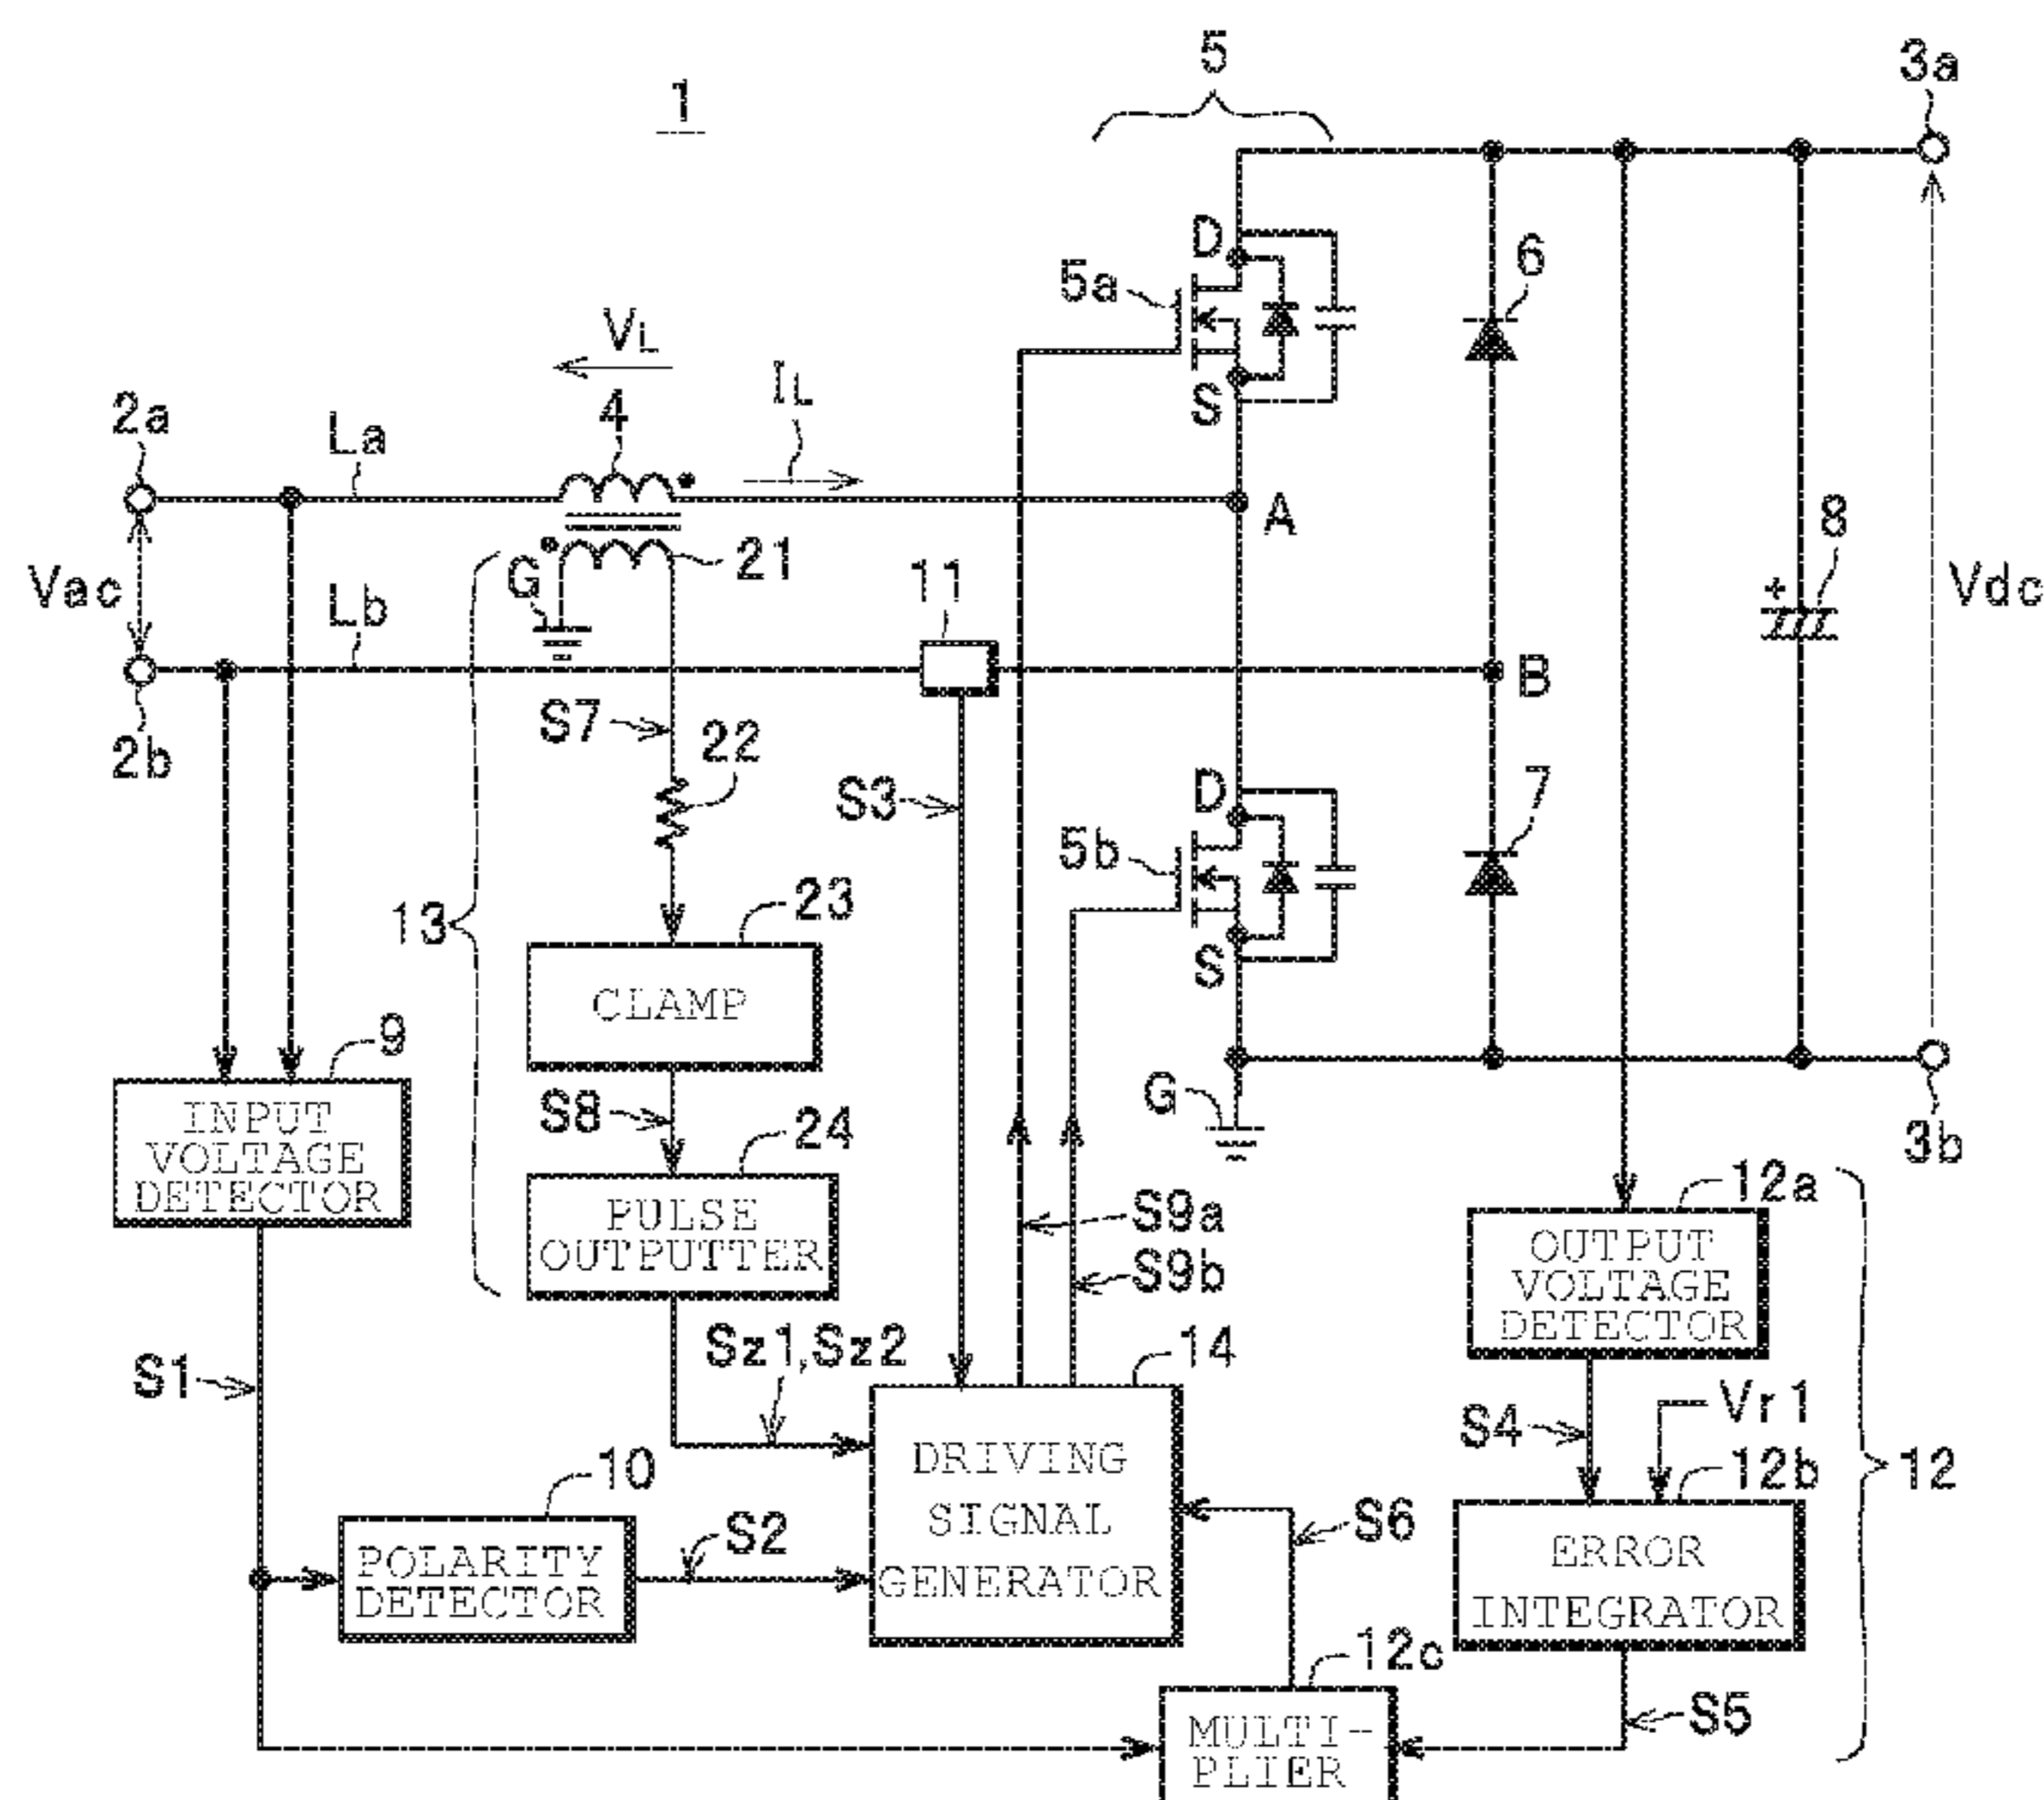 5
3a
1
D
6
5a
VL
S
IL
4
2a
La
A
8
G
21
Vac
Lb
11
Vdc
B
S7
22
2b
S3
D
7
5b
23
13
S
CLAMP
9
G
S8
24
3b
INPUT
VOLTAGE
DETECTOR
12a
PULSE
OUTPUTTER
S9a
OUTPUT
VOLTAGE
DETECTOR
S9b
Sz1,Sz2
14
S1
Vr1
S4
12b
12
10
DRIVING
SIGNAL
GENERATOR
S2
S6
POLARITY
DETECTOR
ERROR
INTEGRATOR
12c
S5
MULTI-
PLIER